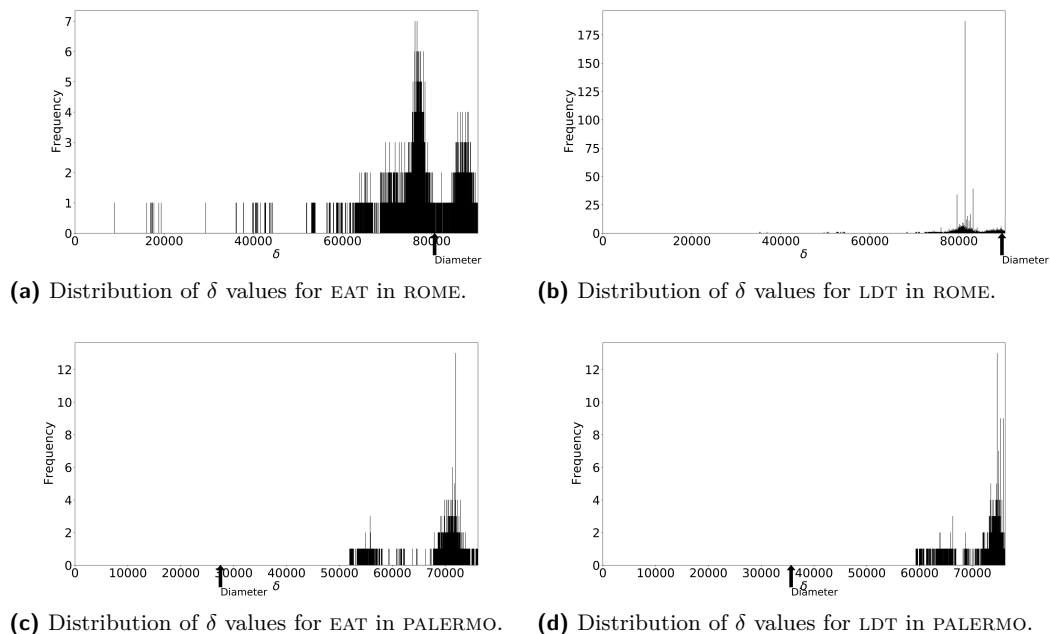 7
6
5
4
3
2
1
0
Frequency
0 20000 40000 60000 80000
δ
Diameter
(a) Distribution of δ values for EAT in ROME.
175
150
125
100
75
50
25
0
Frequency
0 20000 40000 60000 80000
δ
Diameter
(b) Distribution of δ values for LDT in ROME.
12
10
8
6
4
2
0
Frequency
0 10000 20000 30000 40000 50000 60000 70000
δ
Diameter
(c) Distribution of δ values for EAT in PALERMO.
12
10
8
6
4
2
0
Frequency
0 10000 20000 30000 40000 50000 60000 70000
δ
Diameter
(d) Distribution of δ values for LDT in PALERMO.